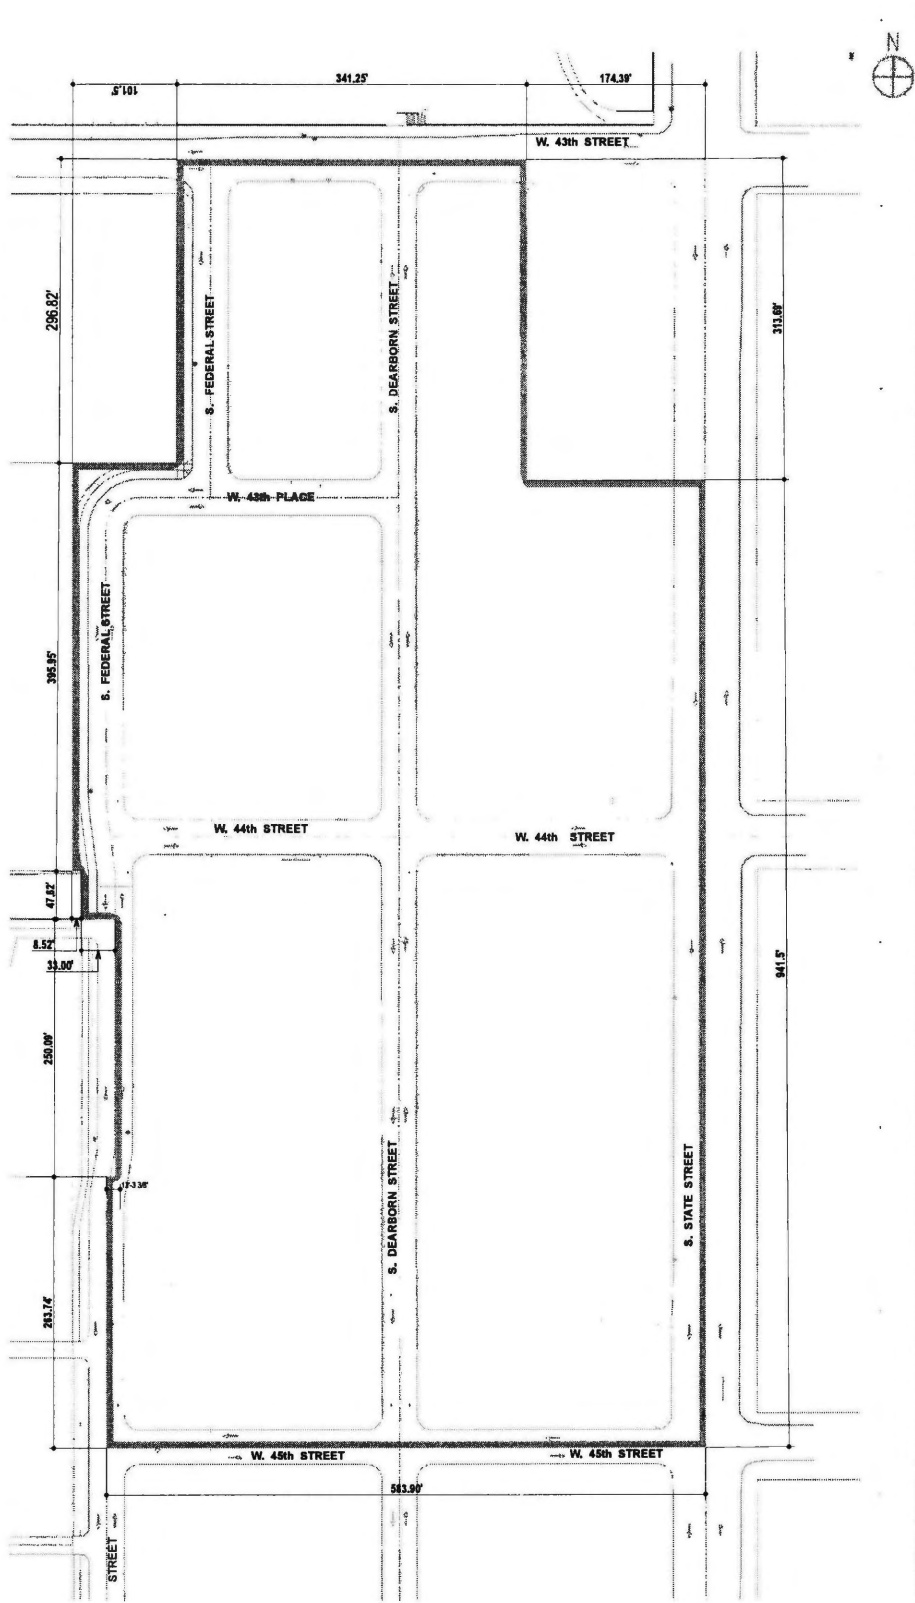 N
101.5'
341.25'
174.39'
W. 43th STREET
296.82'
S. FEDERAL STREET
S. DEARBORN STREET
313.69'
W. 43th PLACE
395.95'
S. FEDERAL STREET
W. 44th STREET
W. 44th STREET
47.62'
8.52'
33.00'
941.5'
250.09'
S. DEARBORN STREET
S. STATE STREET
263.74'
W. 45th STREET
W. 45th STREET
583.90'
STREET